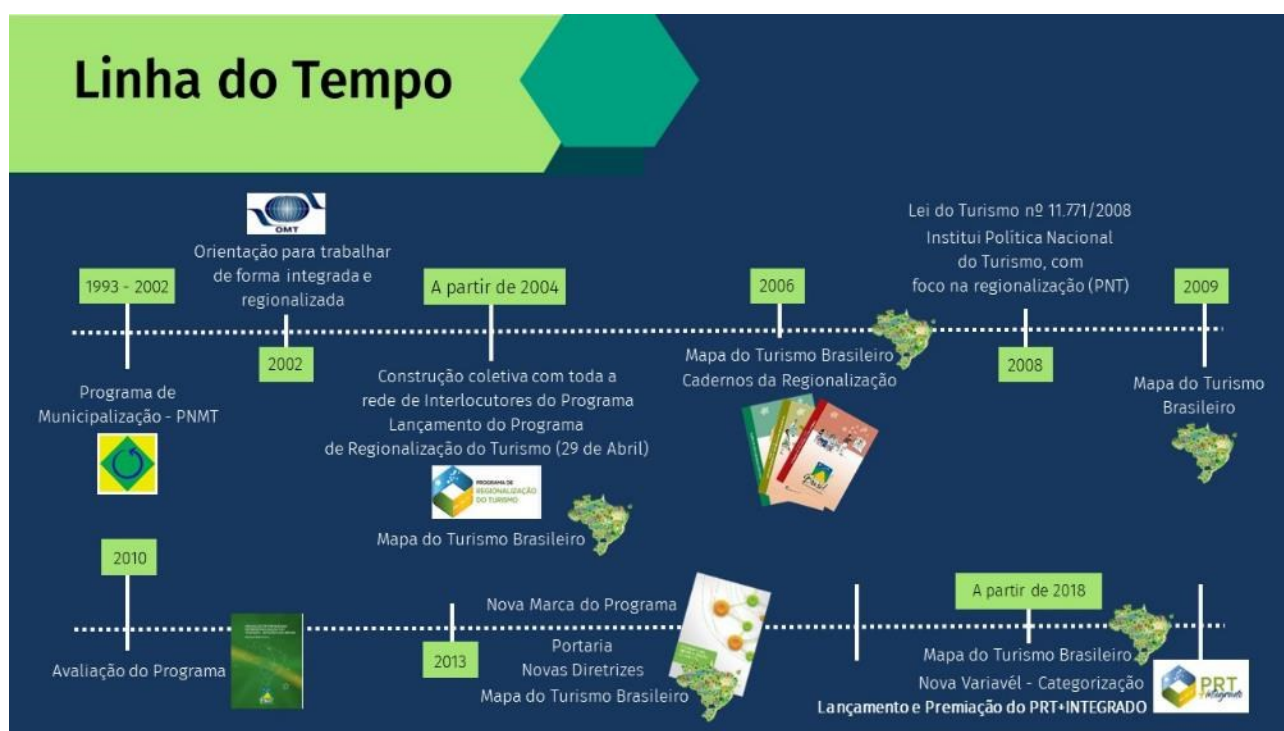 Linha do Tempo
1993 - 2002
Programa de
Municipalização - PNMT
OMT
Orientação para trabalhar
de forma integrada e
regionalizada
2002
A partir de 2004
Construção coletiva com toda a
rede de Interlocutores do Programa
Lançamento do Programa
de Regionalização do Turismo (29 de Abril)
PROGRAMA DE
REGIONALIZAÇÃO
DO TURISMO
Mapa do Turismo Brasileiro
2006
Mapa do Turismo Brasileiro
Cadernos da Regionalização
Brasil
Lei do Turismo nº 11.771/2008
Institui Política Nacional
do Turismo, com
foco na regionalização (PNT)
2008
2009
Mapa do Turismo
Brasileiro
2010
Avaliação do Programa
2013
Nova Marca do Programa
Portaria
Novas Diretrizes
Mapa do Turismo Brasileiro
A partir de 2018
Mapa do Turismo Brasileiro
Nova Variavél - Categorização
Lançamento e Premiação do PRT+INTEGRADO
PRT
+Integrado